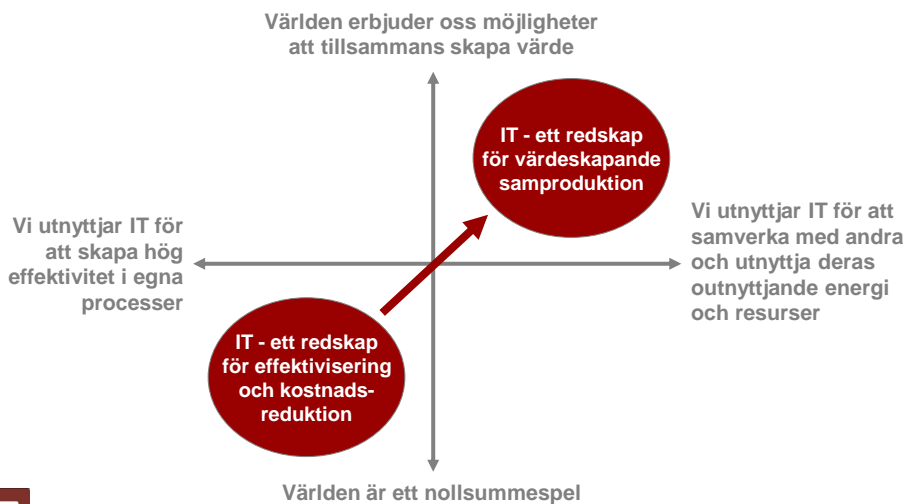 Världen erbjuder oss möjligheter
att tillsammans skapa värde
IT - ett redskap
för värdeskapande
samproduktion
Vi utnyttjar IT för
att skapa hög
effektivitet i egna
processer
Vi utnyttjar IT för att
samverka med andra
och utnyttja deras
outnyttjande energi
och resurser
IT - ett redskap
för effektivisering
och kostnads-
reduktion
Världen är ett nollsummespel